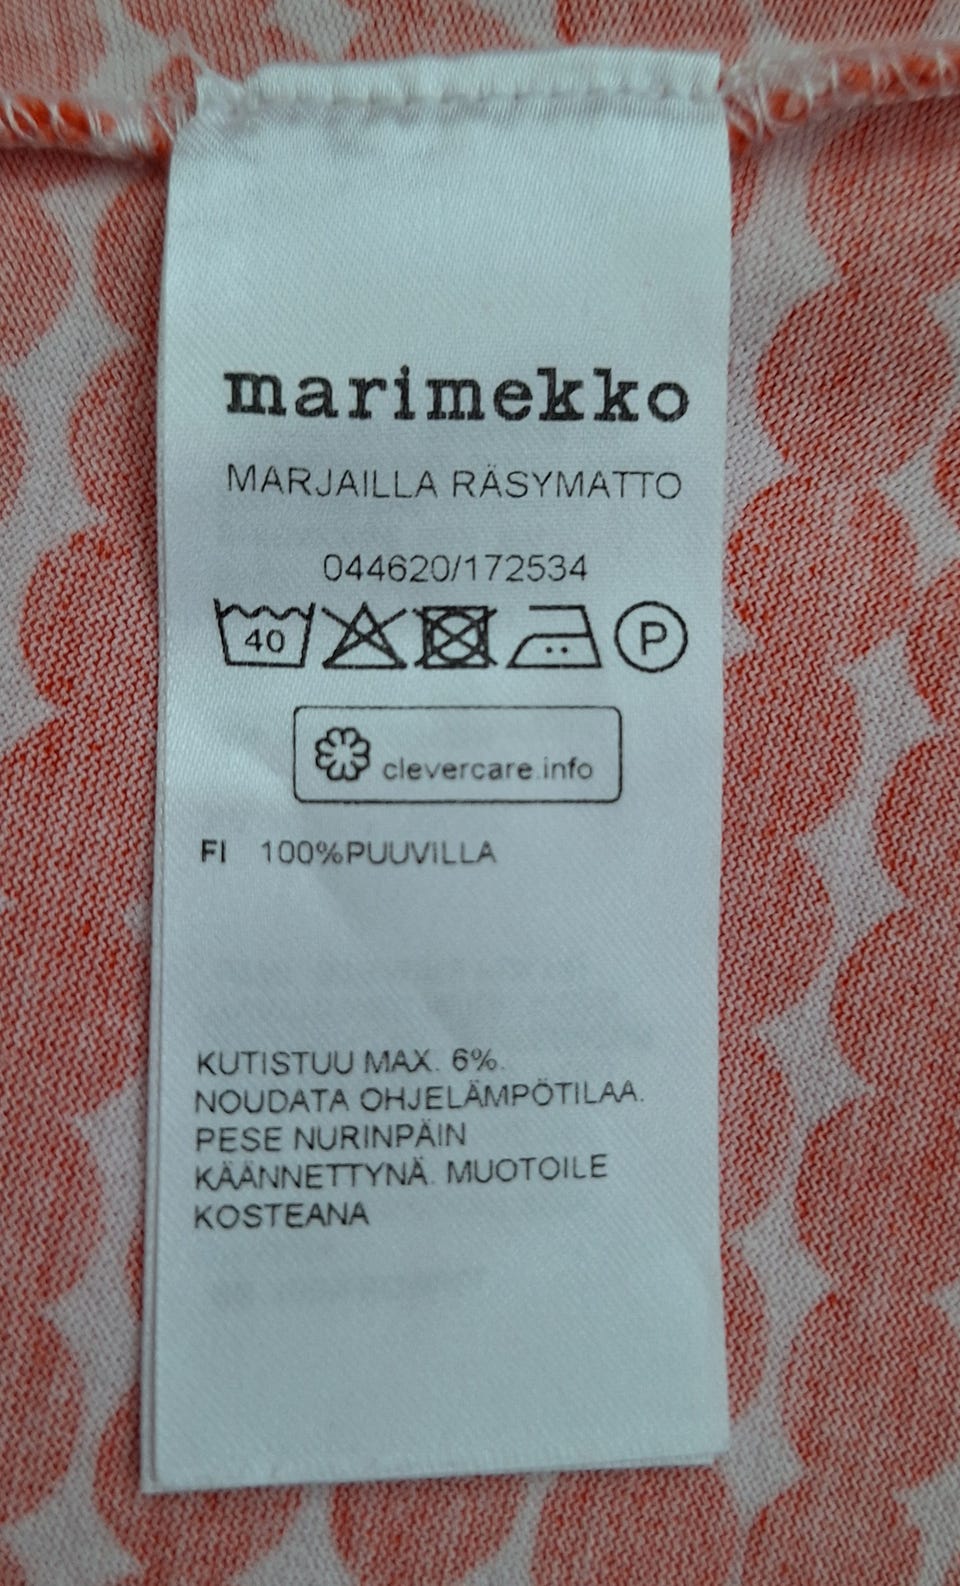 marimekko
MARJAILLA RÄSYMATTO
044620/172534
40 P
clevercare.info
FI 100%PUUVILLA
KUTISTUU MAX. 6%.
NOUDATA OHJELÄMPÖTILAA.
PESE NURINPÄIN
KÄÄNNETTYNÄ. MUOTOILE
KOSTEANA